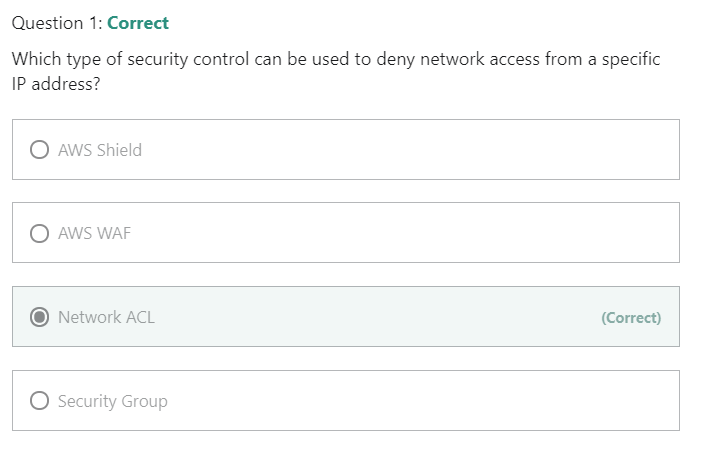 Question 1: Correct
Which type of security control can be used to deny network access from a specific
IP address?
AWS Shield
AWS WAF
Network ACL (Correct)
Security Group